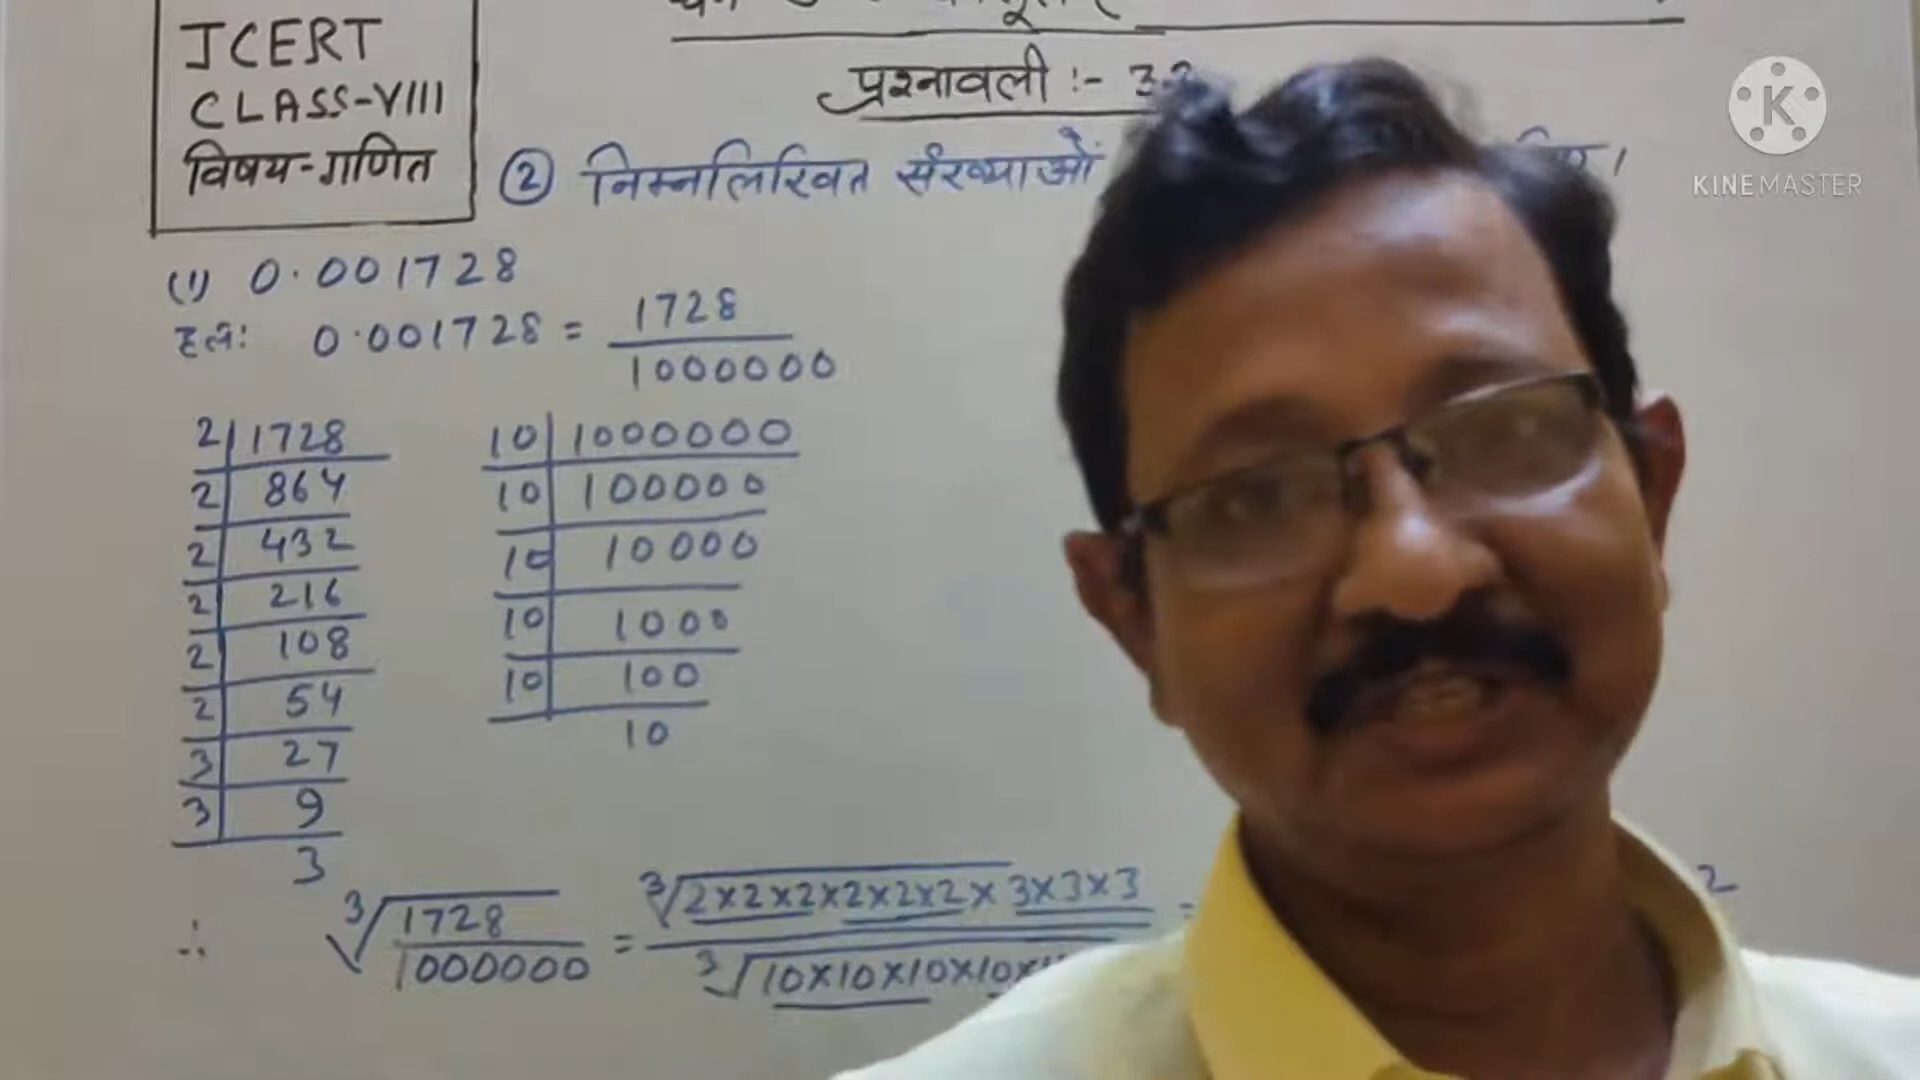 JCERT
CLASS-VIII
विषय-गणित
प्रश्नावली :- 3.
② निम्नलिखित संख्याओं
(i) 0.001728
हल: 0.001728 = 1728
1000000
2 1728
2 864
2 432
2 216
2 108
2 54
3 27
3 9
3
10 1000000
10 100000
10 10000
10 1000
10 100
10
∴ ∛1728 = ∛2×2×2×2×2×2×3×3×3 =
1000000 ∛10×10×10×10×
2
K
KINEMASTER